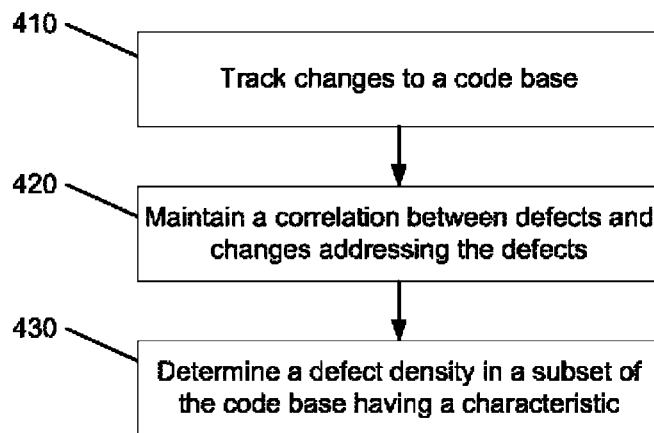 410
Track changes to a code base
420
Maintain a correlation between defects and
changes addressing the defects
430
Determine a defect density in a subset of
the code base having a characteristic